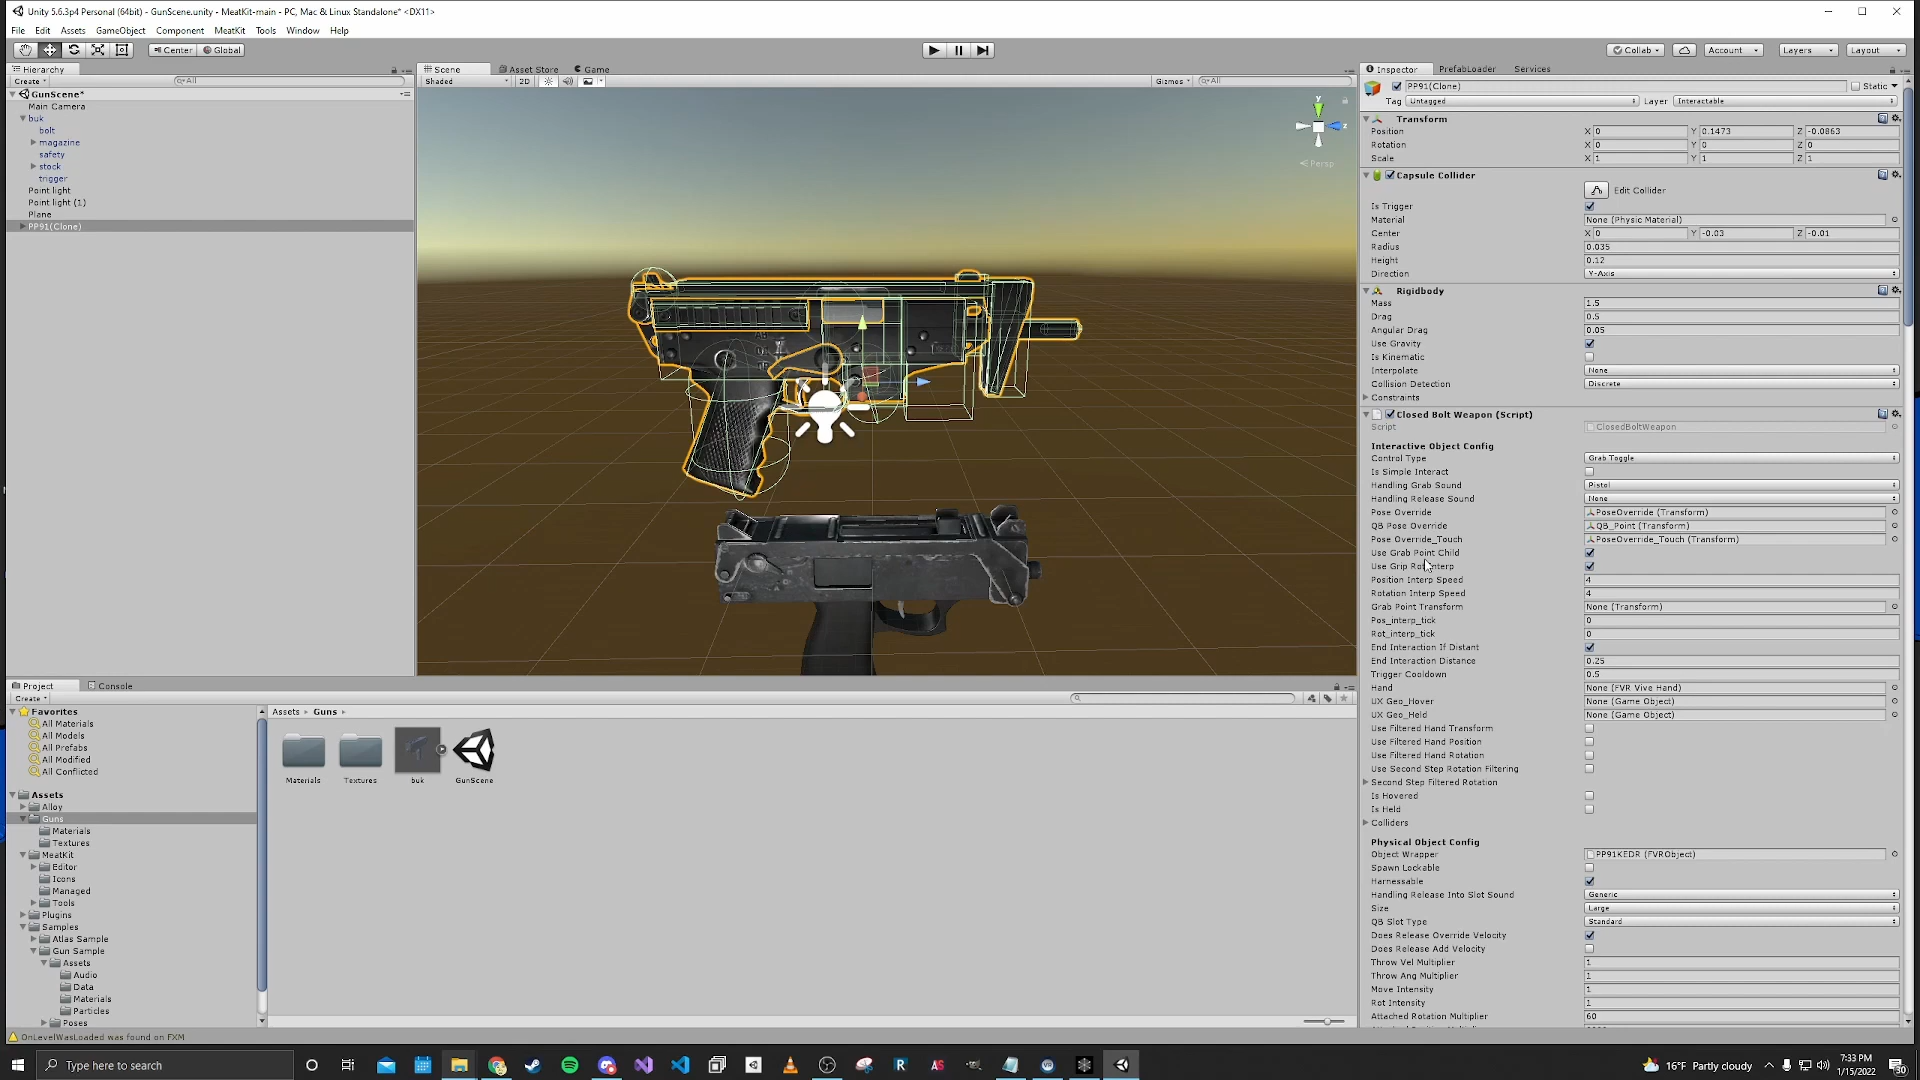 Unity 5.6.3p4 Personal (64bit) - GunScene.unity - MeatKit-main - PC, Mac & Linux Standalone* <DX11>
File Edit Assets GameObject Component MeatKit Tools Window Help
Center Global Collab Account Layers Layout
Hierarchy
Create All
GunScene*
Main Camera
buk
bolt
magazine
safety
stock
trigger
Point light
Point light (1)
Plane
PP91(Clone)
Scene Asset Store Game
Shaded 2D Gizmos All
y
z
Persp
Inspector PrefabLoader Services
PP91(Clone) Static
Tag Untagged Layer Interactable
Transform
Position X 0 Y 0.1473 Z -0.0863
Rotation X 0 Y 0 Z 0
Scale X 1 Y 1 Z 1
Capsule Collider
Edit Collider
Is Trigger
Material None (Physic Material)
Center X 0 Y -0.03 Z -0.01
Radius 0.035
Height 0.12
Direction Y-Axis
Rigidbody
Mass 1.5
Drag 0.5
Angular Drag 0.05
Use Gravity
Is Kinematic
Interpolate None
Collision Detection Discrete
Constraints
Closed Bolt Weapon (Script)
Script ClosedBoltWeapon
Interactive Object Config
Control Type Grab Toggle
Is Simple Interact
Handling Grab Sound Pistol
Handling Release Sound None
Pose Override PoseOverride (Transform)
QB Pose Override QB_Point (Transform)
Pose Override_Touch PoseOverride_Touch (Transform)
Use Grab Point Child
Use Grip Rot Interp
Position Interp Speed 4
Rotation Interp Speed 4
Grab Point Transform None (Transform)
Pos_interp_tick 0
Rot_interp_tick 0
End Interaction If Distant
End Interaction Distance 0.25
Trigger Cooldown 0.5
Hand None (FVR Vive Hand)
UX Geo_Hover None (Game Object)
UX Geo_Held None (Game Object)
Use Filtered Hand Transform
Use Filtered Hand Position
Use Filtered Hand Rotation
Use Second Step Rotation Filtering
Second Step Filtered Rotation
Is Hovered
Is Held
Colliders
Physical Object Config
Object Wrapper PP91KEDR (FVRObject)
Spawn Lockable
Harnessable
Handling Release Into Slot Sound Generic
Size Large
QB Slot Type Standard
Does Release Override Velocity
Does Release Add Velocity
Throw Vel Multiplier 1
Throw Ang Multiplier 1
Move Intensity 1
Rot Intensity 1
Attached Rotation Multiplier 60
Project Console
Create
Favorites
All Materials
All Models
All Prefabs
All Modified
All Conflicted
Assets
Alloy
Guns
Materials
Textures
MeatKit
Editor
Icons
Managed
Tools
Plugins
Samples
Atlas Sample
Gun Sample
Assets
Audio
Data
Materials
Particles
Poses
Assets Guns
Materials Textures buk GunScene
OnLevelWasLoaded was found on FXM
Type here to search
16°F Partly cloudy
7:33 PM
1/15/2022
30